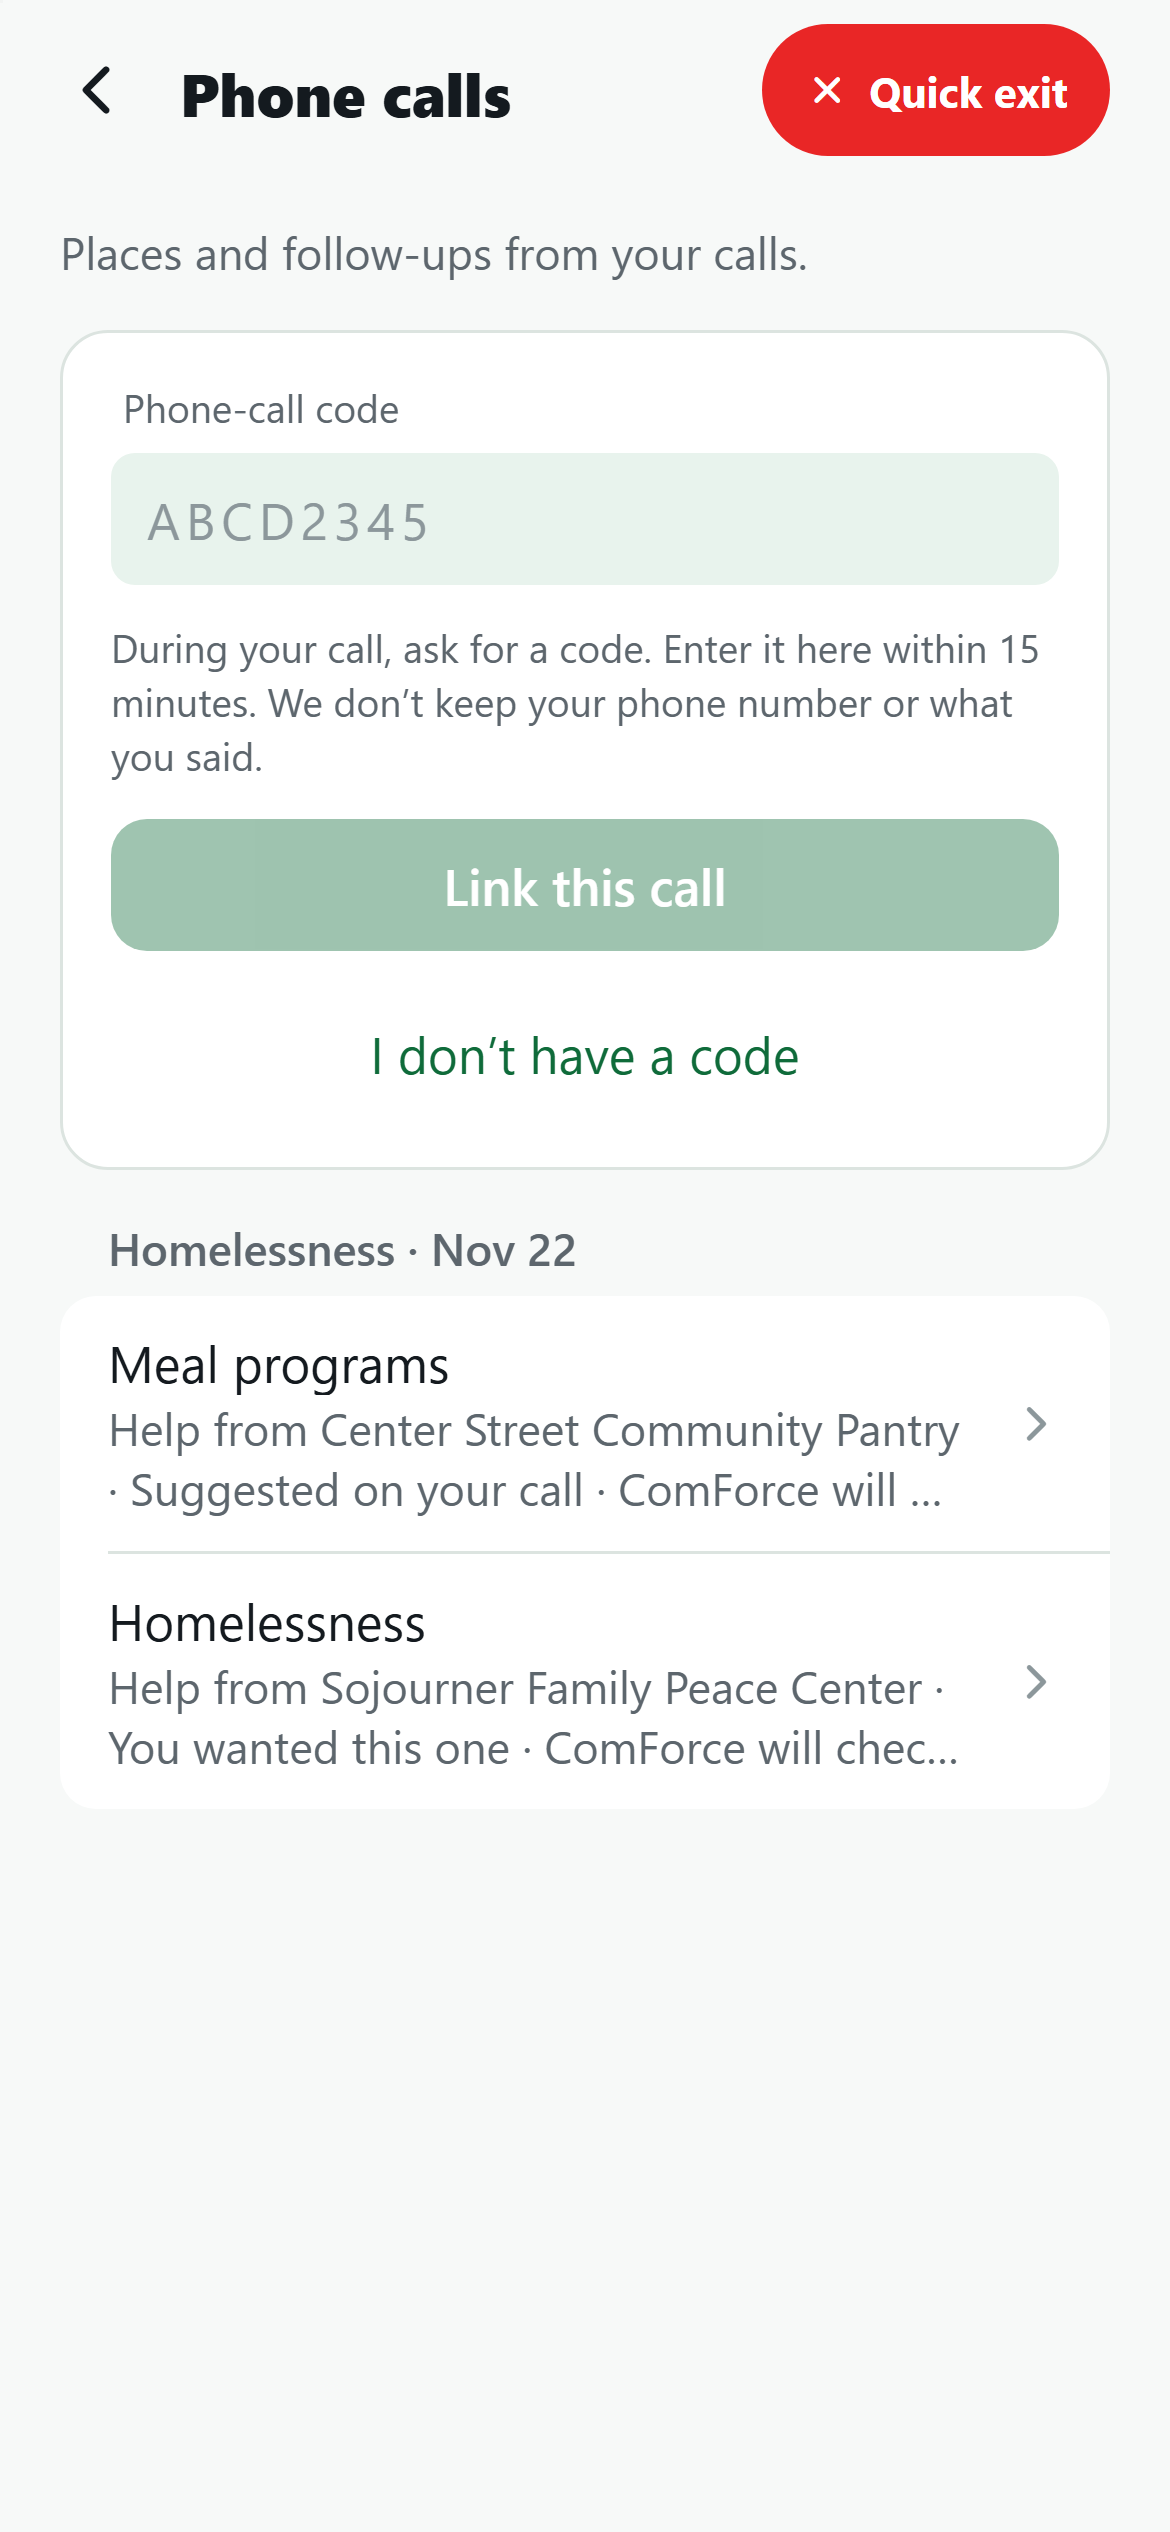 Phone calls
Quick exit
Places and follow-ups from your calls.
Phone-call code
ABCD2345
During your call, ask for a code. Enter it here within 15
minutes. We don’t keep your phone number or what
you said.
Link this call
I don’t have a code
Homelessness · Nov 22
Meal programs
Help from Center Street Community Pantry
· Suggested on your call · ComForce will ...
Homelessness
Help from Sojourner Family Peace Center ·
You wanted this one · ComForce will chec...